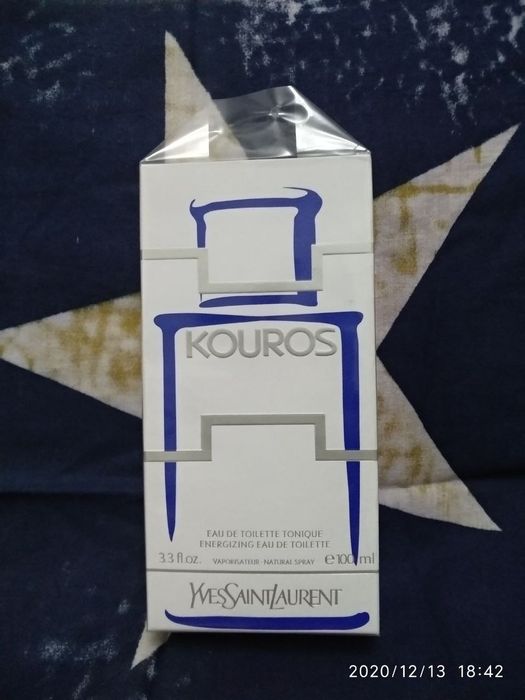 KOUROS
EAU DE TOILETTE TONIQUE
ENERGIZING EAU DE TOILETTE
3.3 fl oz. VAPORISATEUR - NATURAL SPRAY e 100 ml
YVESSAINTLAURENT
2020/12/13 18:42